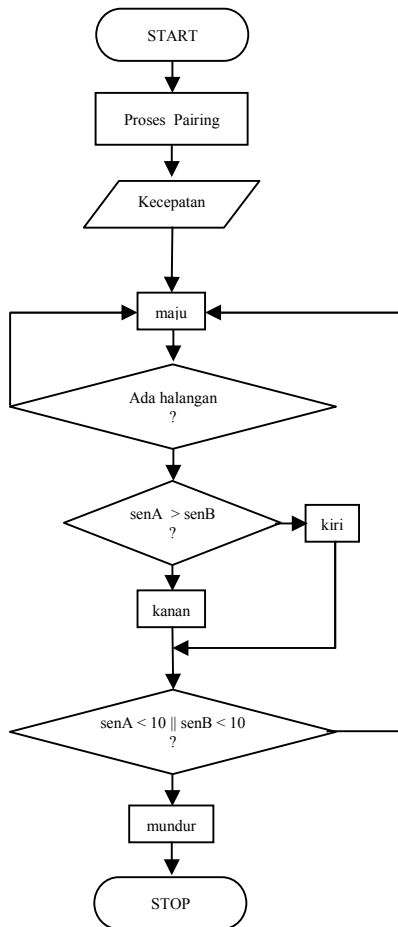 START
Proses Pairing
Kecepatan
maju
Ada halangan
?
senA > senB
?
kiri
kanan
senA < 10 || senB < 10
?
mundur
STOP